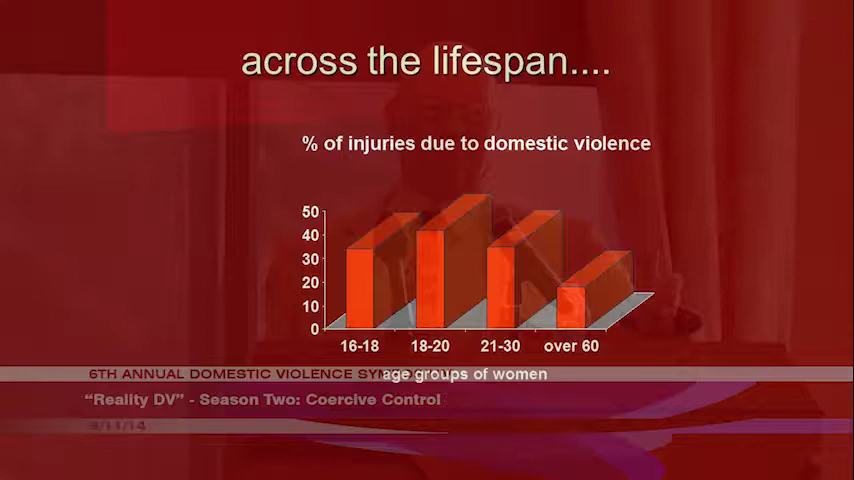 across the lifespan....
% of injuries due to domestic violence
50
40
30
20
10
0
16-18 18-20 21-30 over 60
age groups of women
6TH ANNUAL DOMESTIC VIOLENCE
“Reality DV” - Season Two: Coercive Control